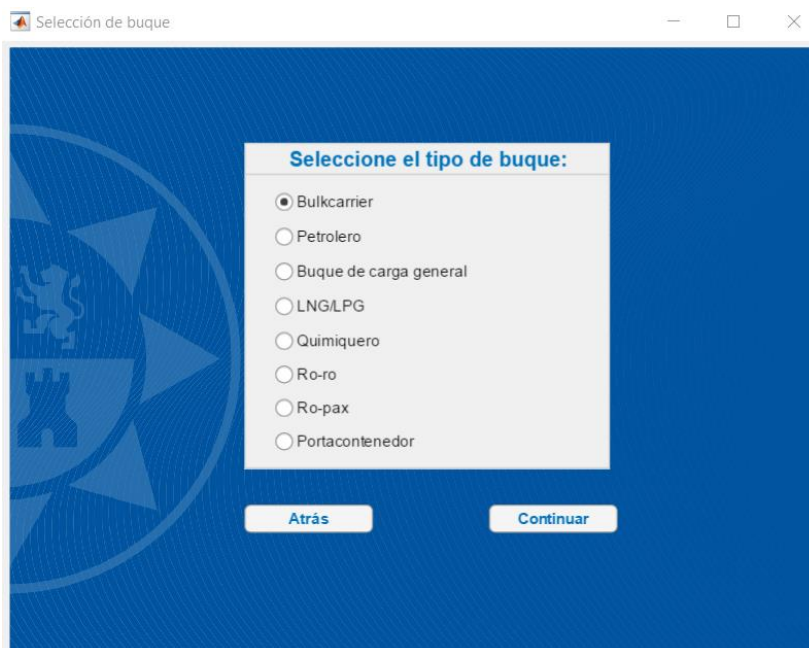 Selección de buque
Seleccione el tipo de buque:
Bulkcarrier
Petrolero
Buque de carga general
LNG/LPG
Quimiquero
Ro-ro
Ro-pax
Portacontenedor
Atrás
Continuar